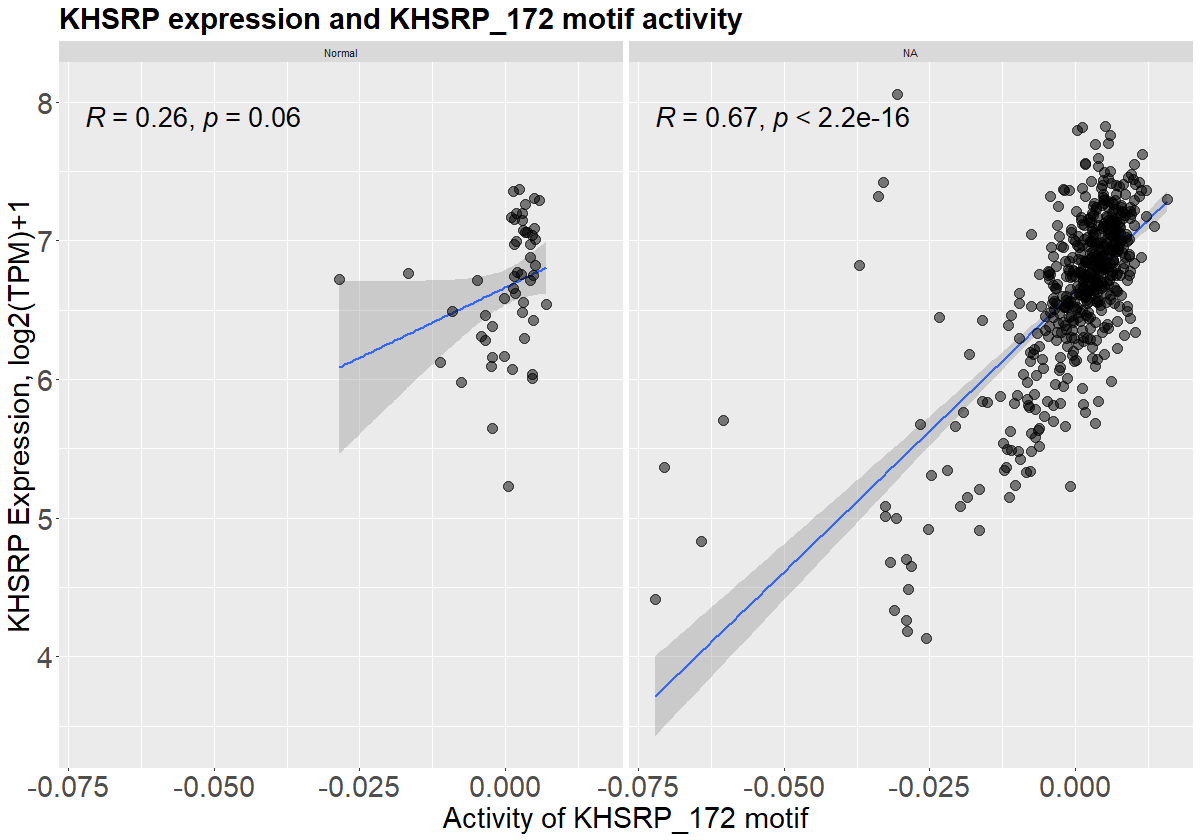 KHSRP expression and KHSRP_172 motif activity
Normal
NA
R = 0.26, p = 0.06
R = 0.67, p < 2.2e-16
KHSRP Expression, log2(TPM)+1
8
7
6
5
4
-0.075 -0.050 -0.025 0.000
-0.075 -0.050 -0.025 0.000
Activity of KHSRP_172 motif